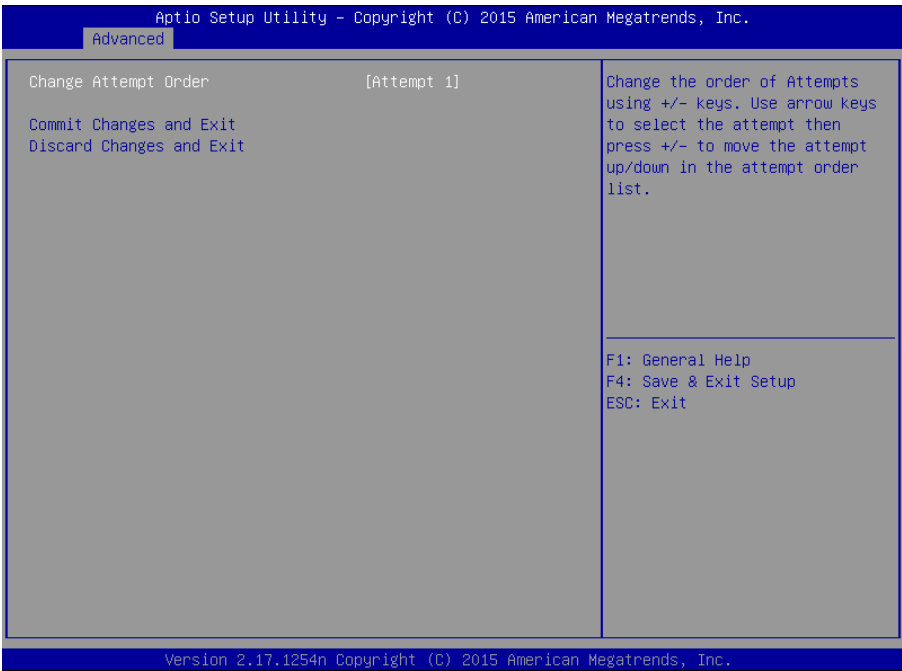 Aptio Setup Utility – Copyright (C) 2015 American Megatrends, Inc.
Advanced
Change Attempt Order [Attempt 1]
Commit Changes and Exit
Discard Changes and Exit
Change the order of Attempts
using +/- keys. Use arrow keys
to select the attempt then
press +/- to move the attempt
up/down in the attempt order
list.
F1: General Help
F4: Save & Exit Setup
ESC: Exit
Version 2.17.1254n Copyright (C) 2015 American Megatrends, Inc.